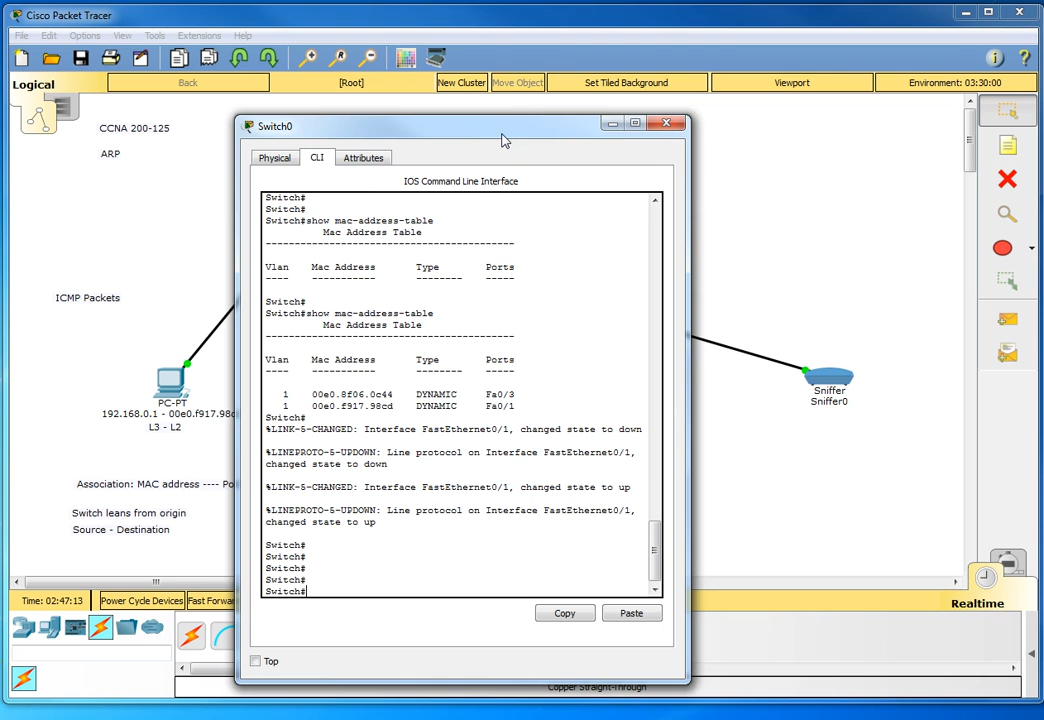 Cisco Packet Tracer
File Edit Options View Tools Extensions Help
Logical Back [Root] New Cluster Move Object Set Tiled Background Viewport Environment: 03:30:00
CCNA 200-125
ARP
ICMP Packets
PC-PT
192.168.0.1 - 00e0.f917.98c
L3 - L2
Association: MAC address ---- Po
Switch leans from origin
Source - Destination
Switch0
Physical CLI Attributes
IOS Command Line Interface
Switch#
Switch#
Switch#show mac-address-table
Mac Address Table
-------------------------------------------
Vlan Mac Address Type Ports
---- ----------- -------- -----
Switch#
Switch#show mac-address-table
Mac Address Table
-------------------------------------------
Vlan Mac Address Type Ports
---- ----------- -------- -----
1 00e0.8f06.0c44 DYNAMIC Fa0/3
1 00e0.f917.98cd DYNAMIC Fa0/1
Switch#
%LINK-5-CHANGED: Interface FastEthernet0/1, changed state to down
%LINEPROTO-5-UPDOWN: Line protocol on Interface FastEthernet0/1,
changed state to down
%LINK-5-CHANGED: Interface FastEthernet0/1, changed state to up
%LINEPROTO-5-UPDOWN: Line protocol on Interface FastEthernet0/1,
changed state to up
Switch#
Switch#
Switch#
Switch#
Switch#
Copy Paste
Top
Sniffer
Sniffer0
Time: 02:47:13 Power Cycle Devices Fast Forwar
Realtime
Copper Straight-Through